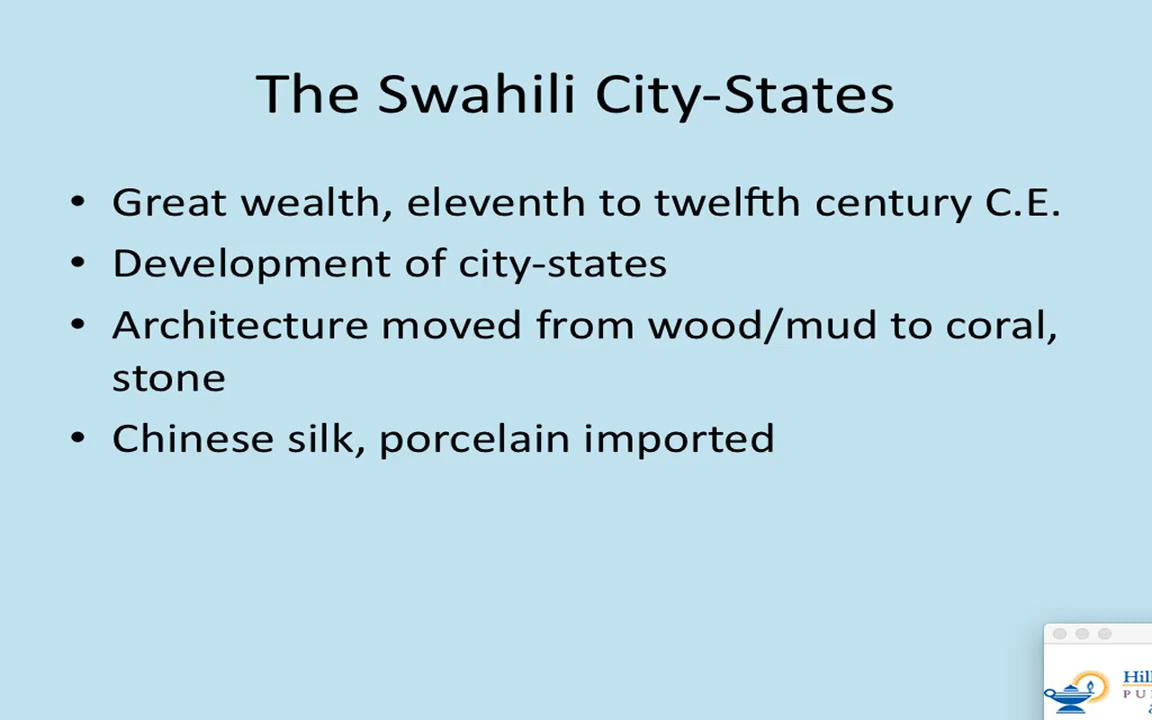 The Swahili City-States
• Great wealth, eleventh to twelfth century C.E.
• Development of city-states
• Architecture moved from wood/mud to coral,
stone
• Chinese silk, porcelain imported